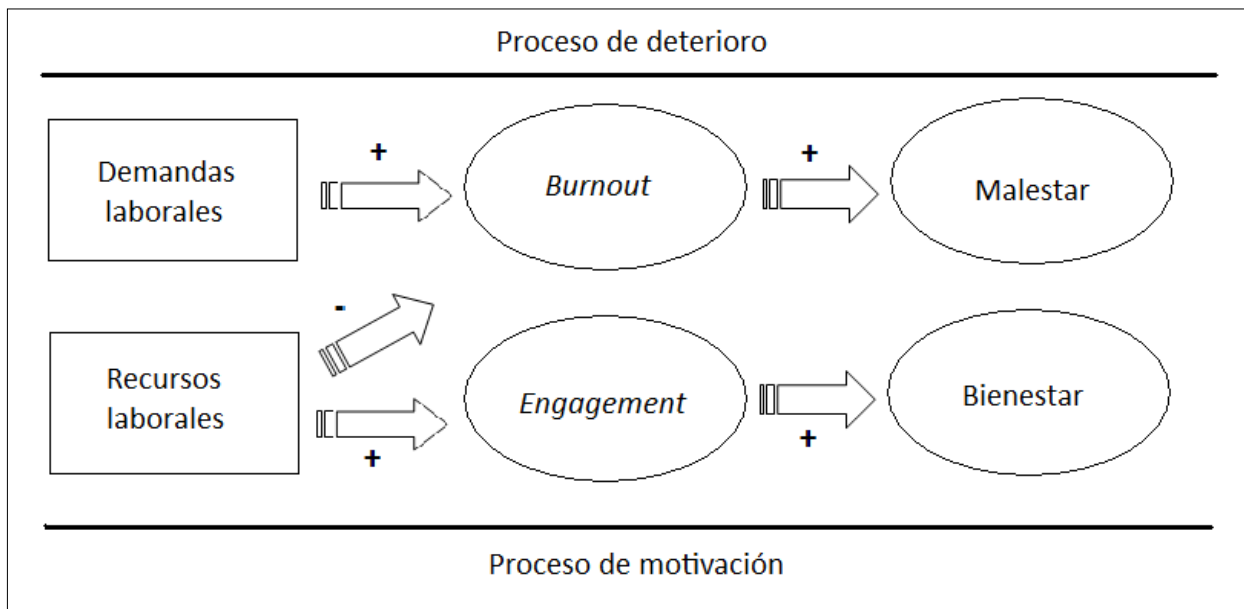 Proceso de deterioro
Demandas
laborales
+
Burnout
+
Malestar
-
Recursos
laborales
+
Engagement
+
Bienestar
Proceso de motivación